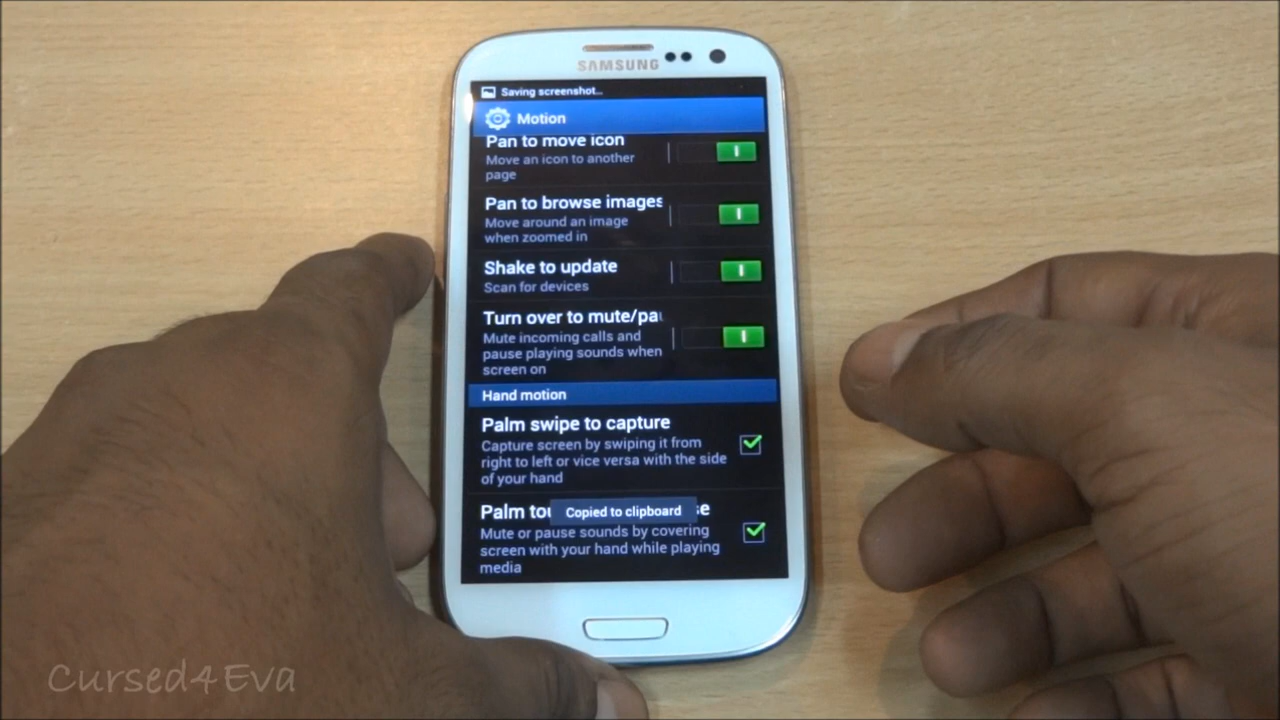 SAMSUNG
Saving screenshot...
Motion
Pan to move icon
Move an icon to another
page
Pan to browse images
Move around an image
when zoomed in
Shake to update
Scan for devices
Turn over to mute/pau
Mute incoming calls and
pause playing sounds when
screen on
Hand motion
Palm swipe to capture
Capture screen by swiping it from
right to left or vice versa with the side
of your hand
Palm
Copied to clipboard
Mute or pause sounds by covering
screen with your hand while playing
media
Cursed4Eva